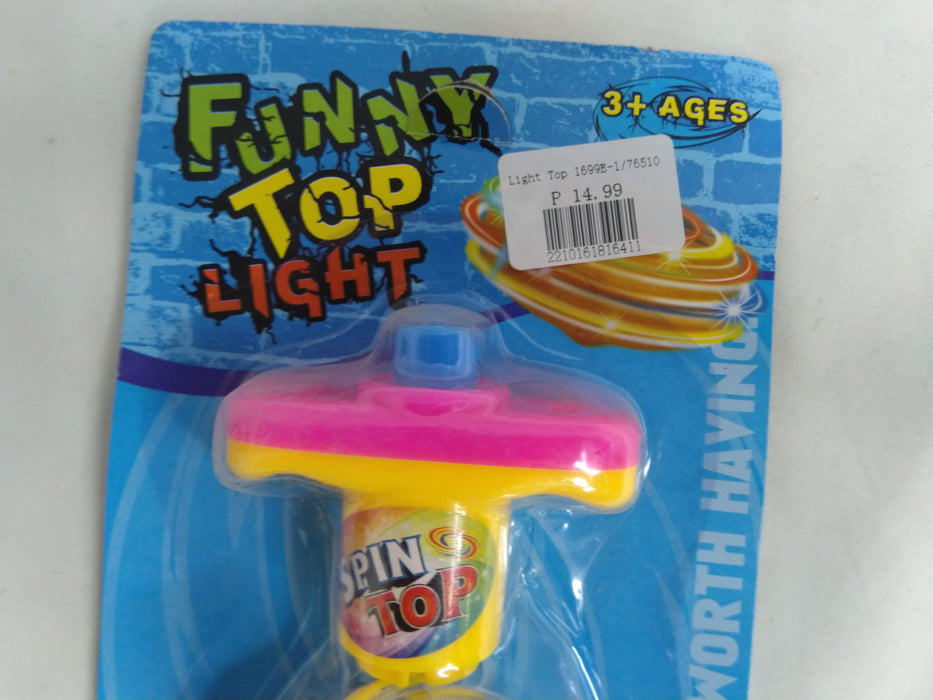 FUNNY
TOP
LIGHT
3+ AGES
Light Top 1699E-1/76510
P 14.99
2210161816411
WORTH HAVING
SPIN
TOP